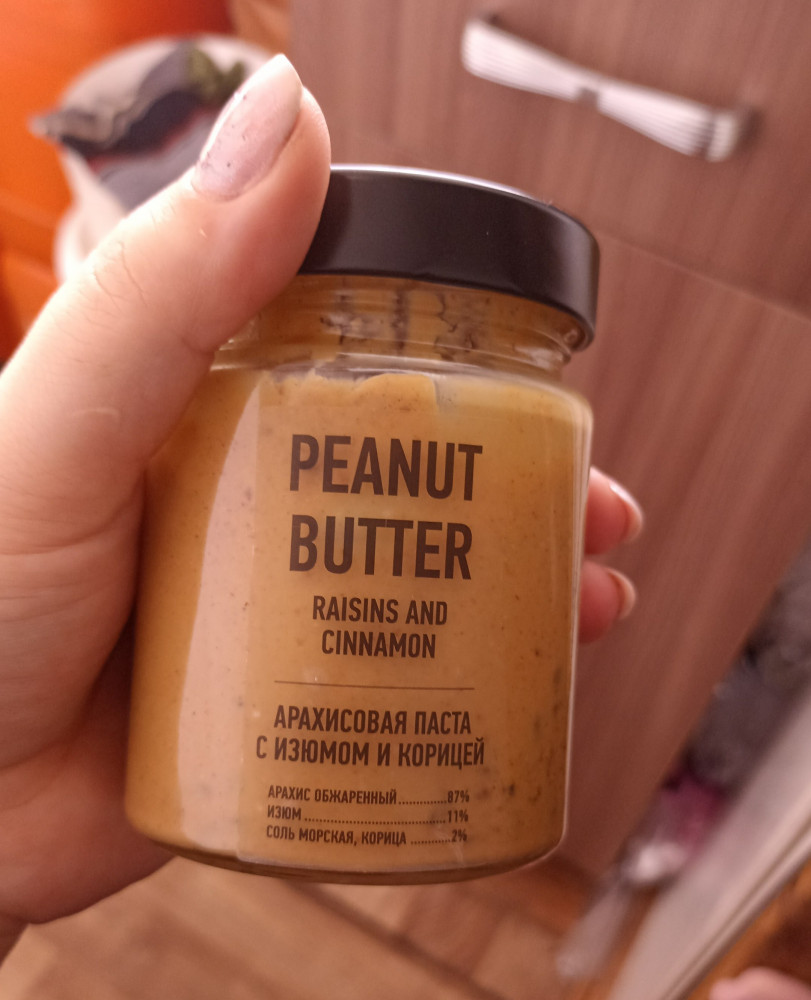 PEANUT
BUTTER
RAISINS AND
CINNAMON
АРАХИСОВАЯ ПАСТА
С ИЗЮМОМ И КОРИЦЕЙ
АРАХИС ОБЖАРЕННЫЙ.............87%
ИЗЮМ......................................11%
СОЛЬ МОРСКАЯ, КОРИЦА...........2%